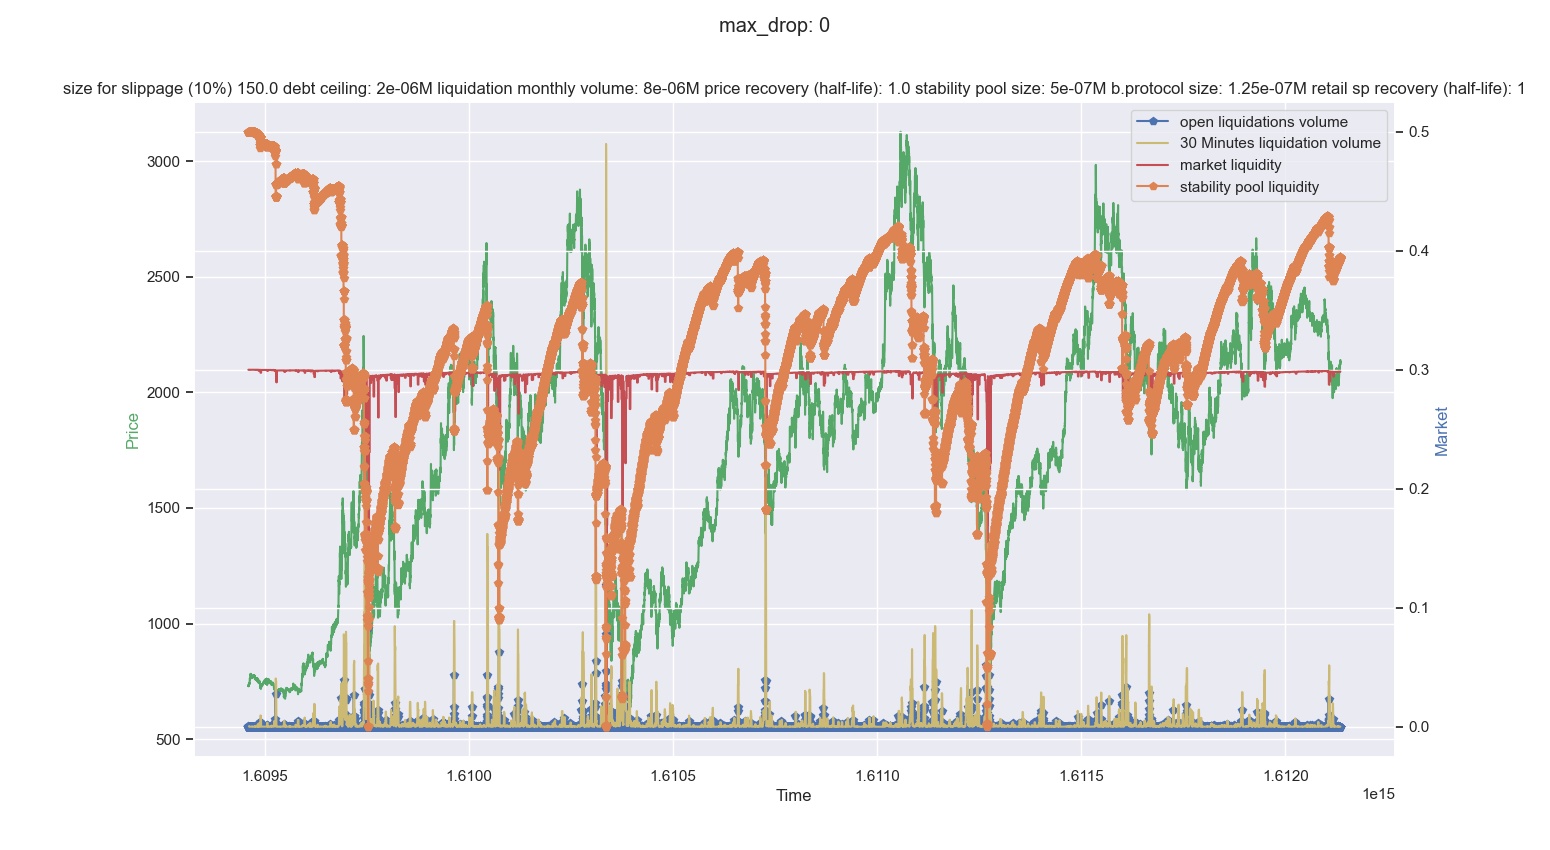 max_drop: 0
size for slippage (10%) 150.0 debt ceiling: 2e-06M liquidation monthly volume: 8e-06M price recovery (half-life): 1.0 stability pool size: 5e-07M b.protocol size: 1.25e-07M retail sp recovery (half-life): 1
open liquidations volume
30 Minutes liquidation volume
market liquidity
stability pool liquidity
3000
2500
2000
1500
1000
500
Price
0.5
0.4
0.3
0.2
0.1
0.0
Market
1.6095 1.6100 1.6105 1.6110 1.6115 1.6120
1e15
Time